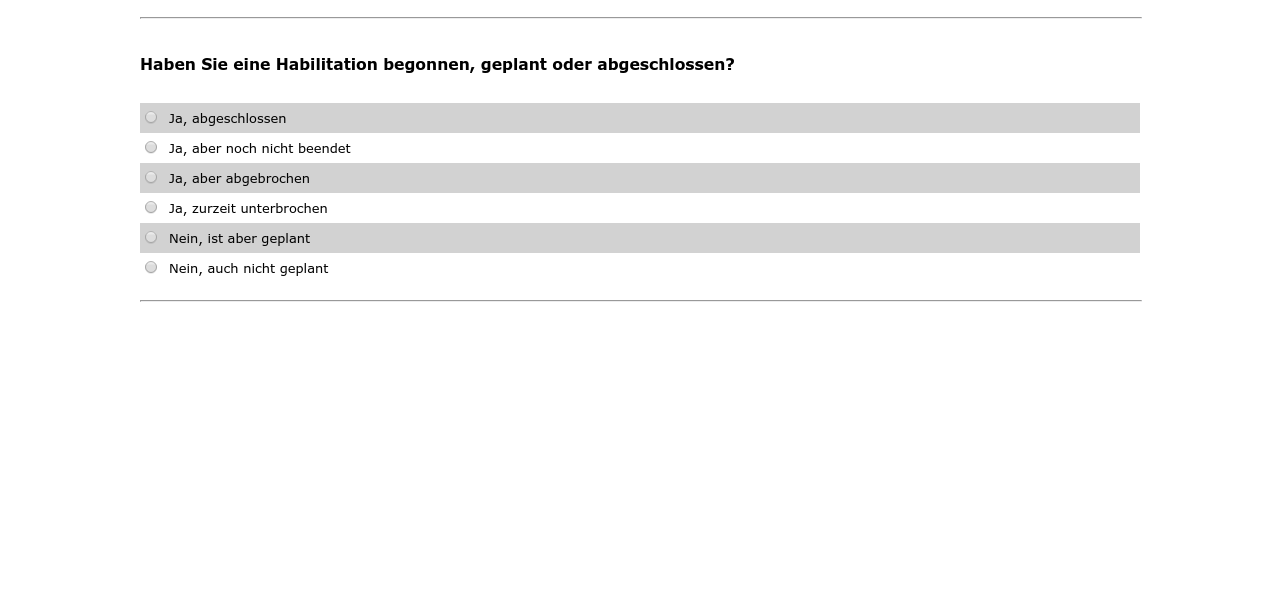 Haben Sie eine Habilitation begonnen, geplant oder abgeschlossen?
Ja, abgeschlossen
Ja, aber noch nicht beendet
Ja, aber abgebrochen
Ja, zurzeit unterbrochen
Nein, ist aber geplant
Nein, auch nicht geplant